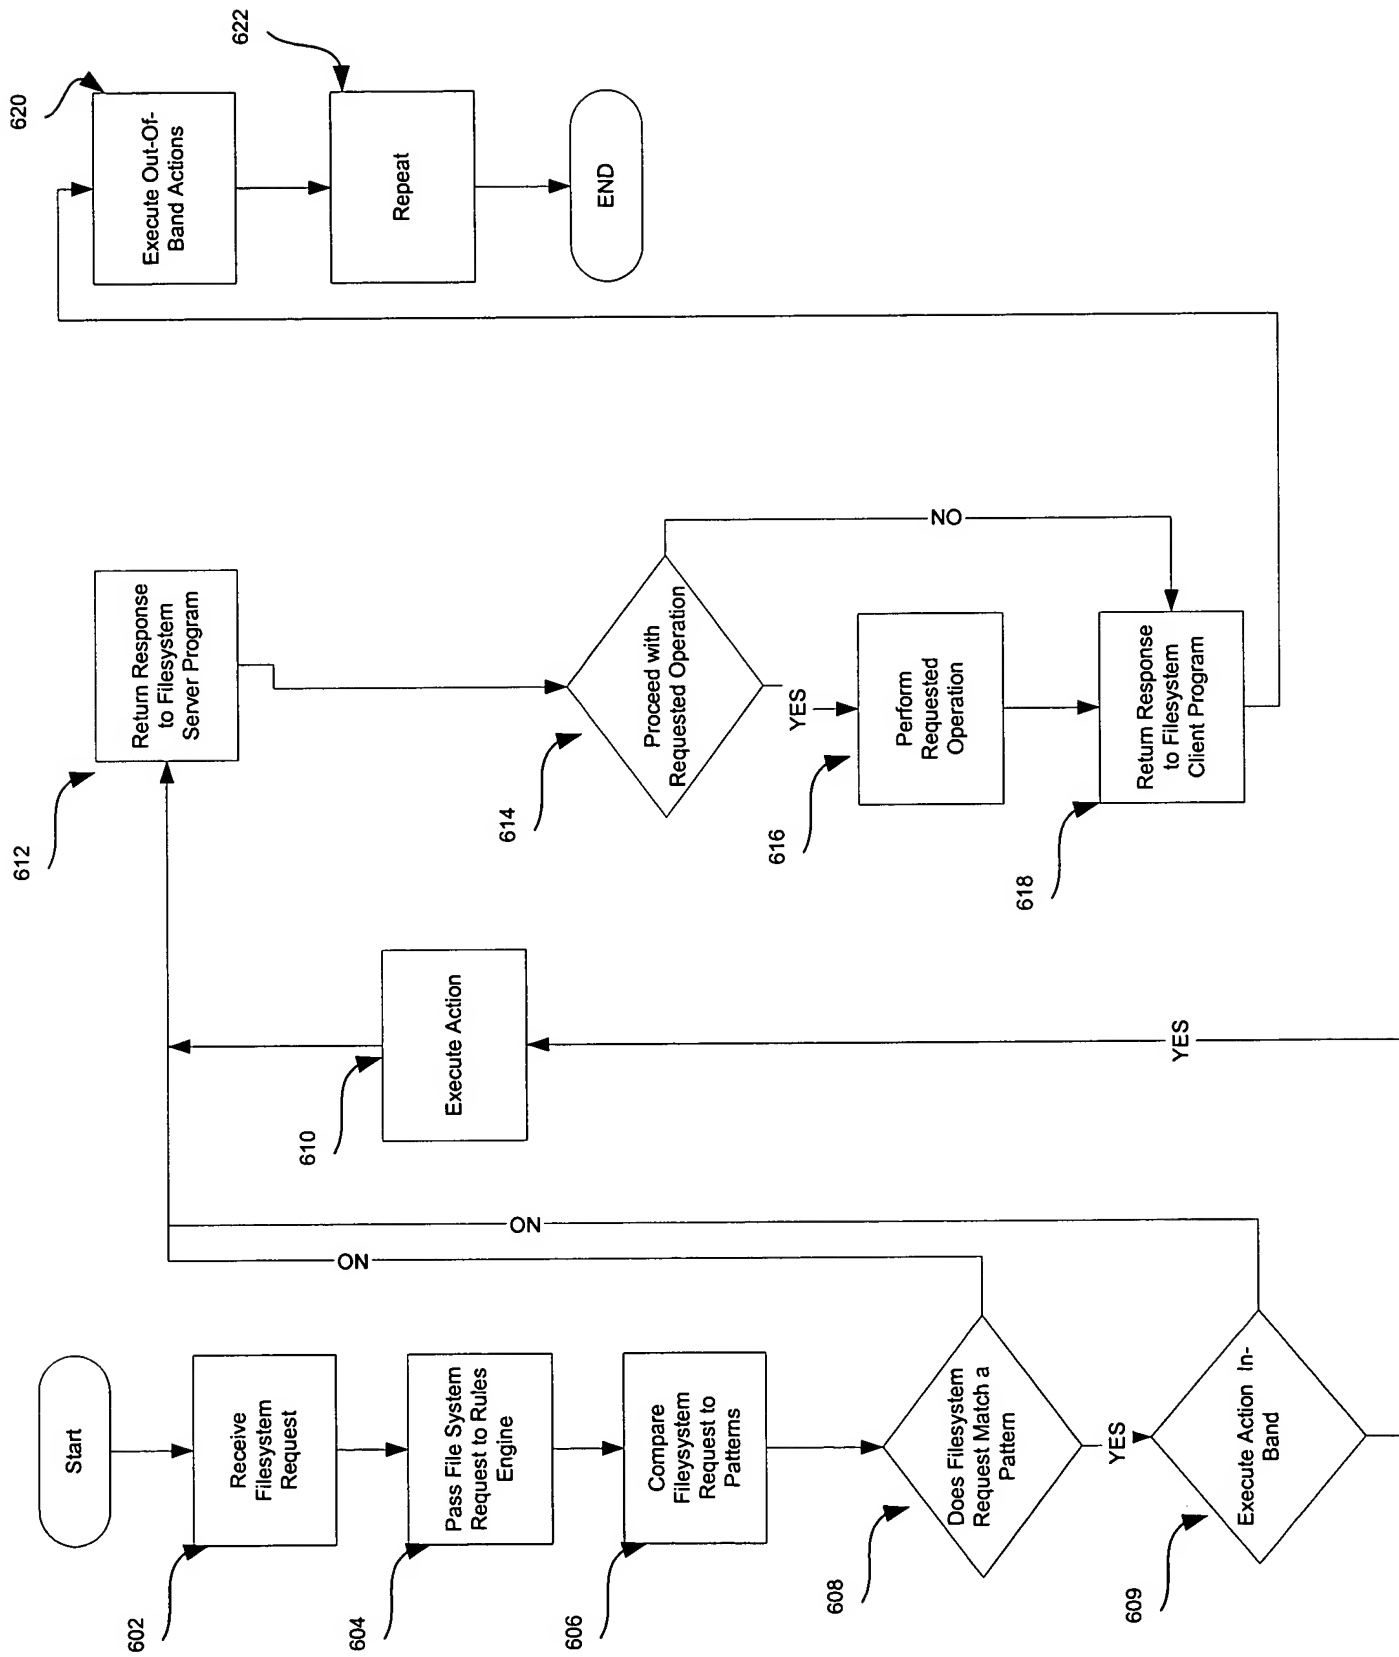 Start
602
Receive
Filesystem
Request
604
Pass File System
Request to Rules
Engine
606
Compare
Fileysystem
Request to
Patterns
608
Does Filesystem
Request Match a
Pattern
NO
YES
609
Execute Action In-
Band
NO
YES
610
Execute Action
612
Return Response
to Filesystem
Server Program
614
Proceed with
Requested Operation
NO
YES
616
Perform
Requested
Operation
618
Return Response
to Filesystem
Client Program
620
Execute Out-Of-
Band Actions
622
Repeat
END